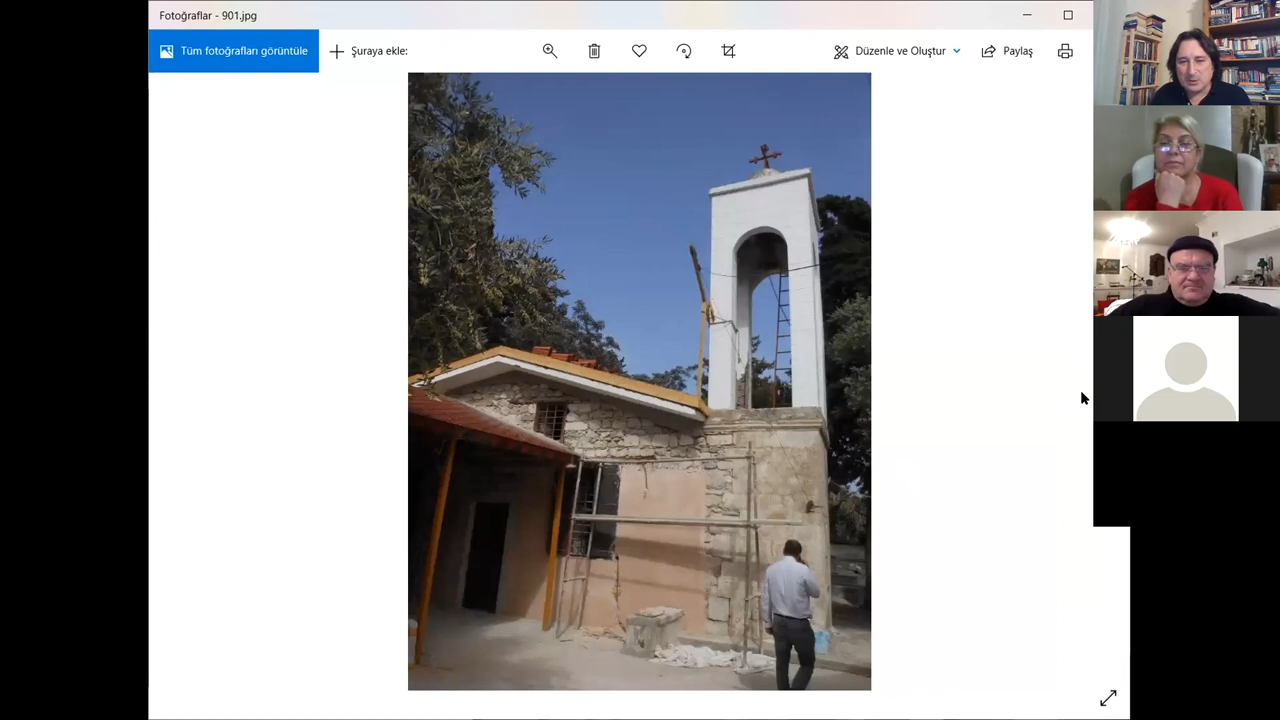 Fotoğraflar - 901.jpg
Tüm fotoğrafları görüntüle
Şuraya ekle:
Düzenle ve Oluştur
Paylaş